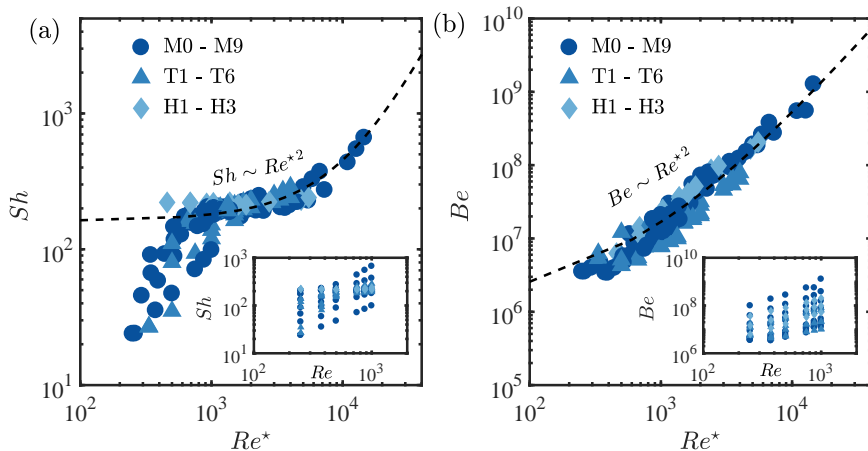 (a)
M0 - M9
T1 - T6
H1 - H3
Sh ~ Re⋆2
Sh
10^3
10^2
10^1
10^2
10^3
10^4
Re⋆
Sh
10^3
10^2
10^1
10^2
Re
10^3
(b)
M0 - M9
T1 - T6
H1 - H3
Be ~ Re⋆2
Be
10^10
10^9
10^8
10^7
10^6
10^5
10^2
10^3
10^4
Re⋆
Be
10^10
10^8
10^6
10^2
Re
10^3